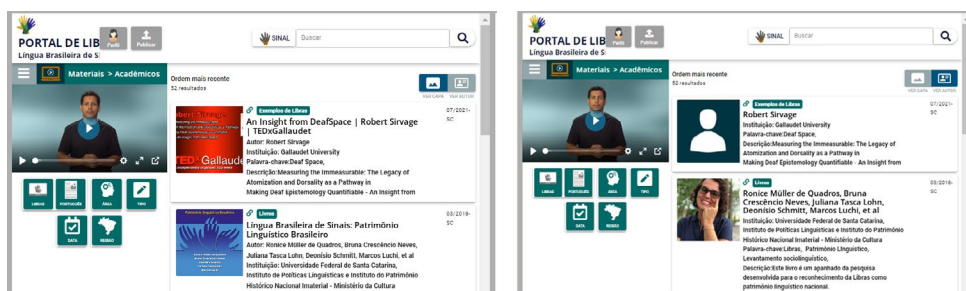 PORTAL DE LIB
Língua Brasileira de S
Perfil
Publicar
SINAL
Buscar
Materiais > Acadêmicos
Ordem mais recente
52 resultados
VER CAPA
VER AUTOR
Exemplos de Libras
07/2021-
SC
An Insight from DeafSpace | Robert Sirvage
| TEDxGallaudet
Autor: Robert Sirvage
Instituição: Gallaudet University
Palavra-chave:Deaf Space,
Descrição:Measuring the Immeasurable: The Legacy of
Atomization and Dorsality as a Pathway in
Making Deaf Epistemology Quantifiable - An Insight from
LIBRAS
PORTUGUÊS
ÁREA
TIPO
DATA
REGIÃO
Livros
03/2018-
SC
Língua Brasileira de Sinais: Patrimônio
Linguístico Brasileiro
Autor: Ronice Müller de Quadros, Bruna Crescêncio Neves,
Juliana Tasca Lohn, Deonísio Schmitt, Marcos Luchi, et al
Instituição: Universidade Federal de Santa Catarina,
Instituto de Políticas Linguísticas e Instituto do Patrimônio
Histórico Nacional Imaterial - Ministério da Cultura
PORTAL DE LIB
Língua Brasileira de S
Perfil
Publicar
SINAL
Buscar
Materiais > Acadêmicos
Ordem mais recente
52 resultados
VER CAPA
VER AUTOR
Exemplos de Libras
07/2021-
SC
Robert Sirvage
Instituição: Gallaudet University
Palavra-chave:Deaf Space,
Descrição:Measuring the Immeasurable: The Legacy of
Atomization and Dorsality as a Pathway in
Making Deaf Epistemology Quantifiable - An Insight from
LIBRAS
PORTUGUÊS
ÁREA
TIPO
DATA
REGIÃO
Livros
03/2018-
SC
Ronice Müller de Quadros, Bruna
Crescêncio Neves, Juliana Tasca Lohn,
Deonísio Schmitt, Marcos Luchi, et al
Instituição: Universidade Federal de Santa Catarina,
Instituto de Políticas Linguísticas e Instituto do Patrimônio
Histórico Nacional Imaterial - Ministério da Cultura
Palavra-chave:Libras, Patrimônio Linguístico,
Levantamento sociolinguístico,
Descrição:Este livro é um apanhado da pesquisa
desenvolvida para o reconhecimento da Libras como
patrimônio linguístico nacional.